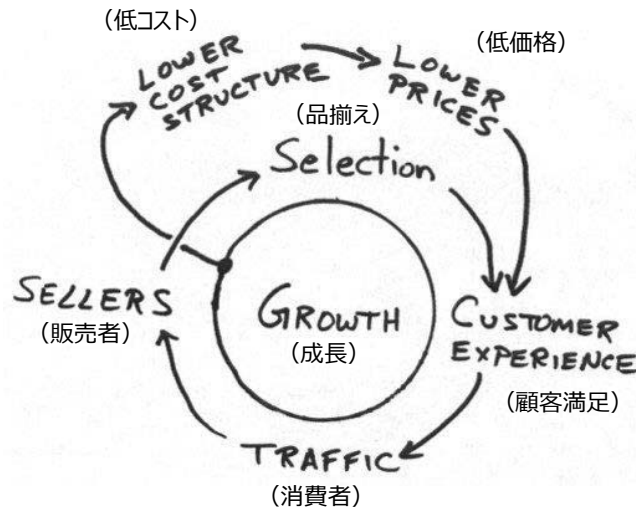 （低コスト）
LOWER
COST
STRUCTURE
（低価格）
LOWER
PRICES
（品揃え）
Selection
SELLERS
（販売者）
GROWTH
（成長）
CUSTOMER
EXPERIENCE
（顧客満足）
TRAFFIC
（消費者）